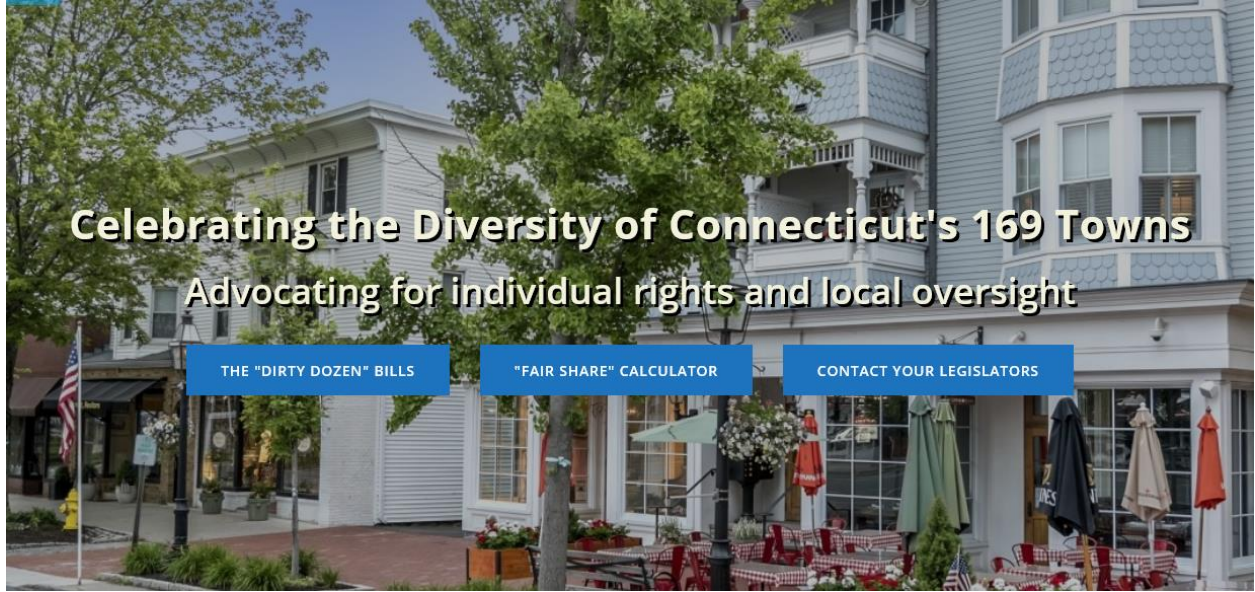 Celebrating the Diversity of Connecticut's 169 Towns
Advocating for individual rights and local oversight
THE "DIRTY DOZEN" BILLS
"FAIR SHARE" CALCULATOR
CONTACT YOUR LEGISLATORS